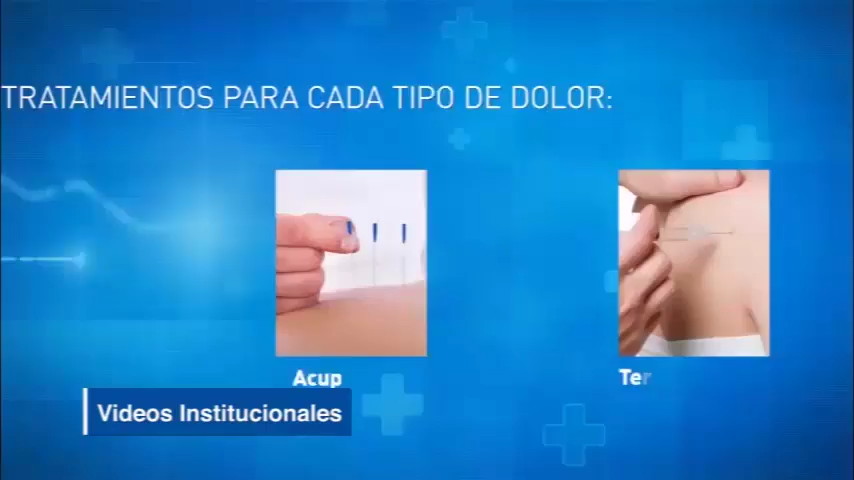 TRATAMIENTOS PARA CADA TIPO DE DOLOR:
Acup
Ter
Videos Institucionales